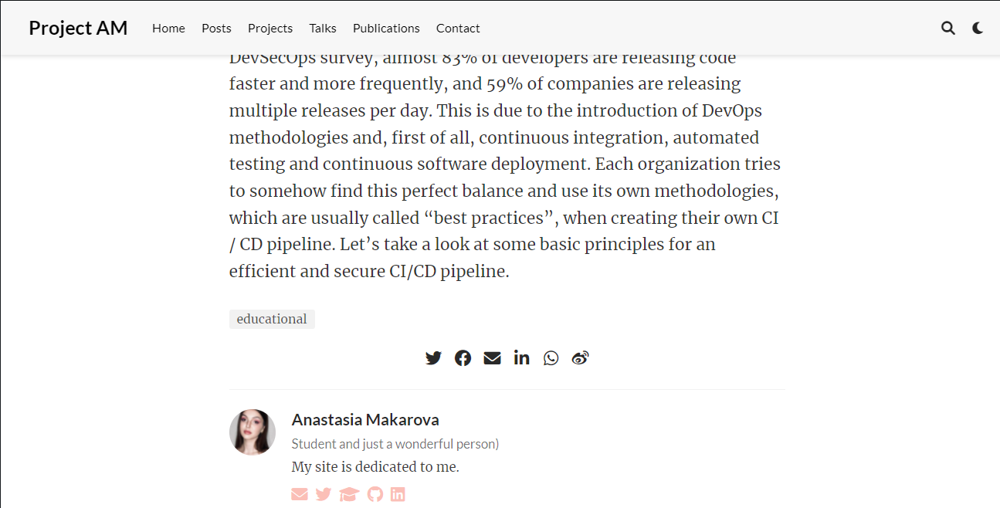 Project AM Home Posts Projects Talks Publications Contact
DevSecOps survey, almost 83% of developers are releasing code
faster and more frequently, and 59% of companies are releasing
multiple releases per day. This is due to the introduction of DevOps
methodologies and, first of all, continuous integration, automated
testing and continuous software deployment. Each organization tries
to somehow find this perfect balance and use its own methodologies,
which are usually called “best practices”, when creating their own CI
/ CD pipeline. Let’s take a look at some basic principles for an
efficient and secure CI/CD pipeline.
educational
Anastasia Makarova
Student and just a wonderful person)
My site is dedicated to me.